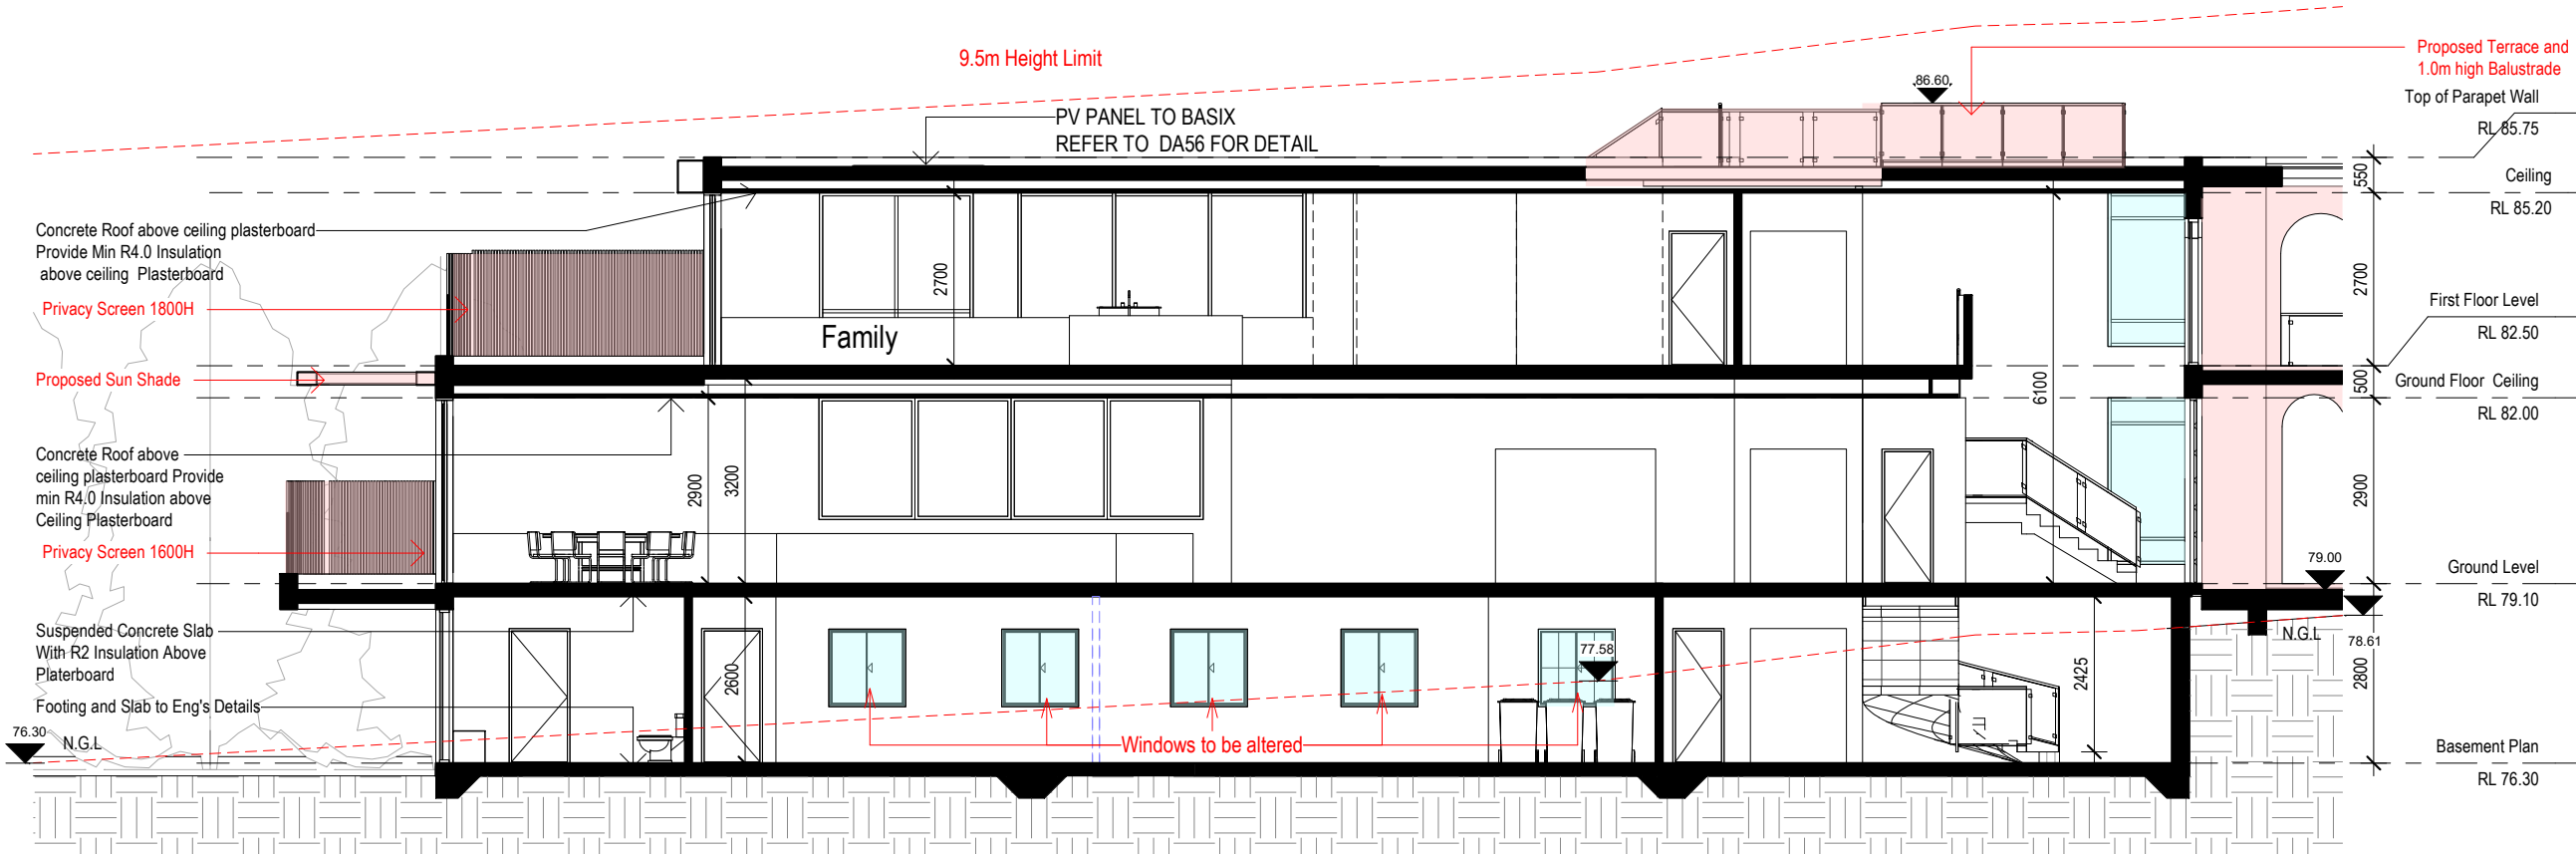 9.5m Height Limit
Proposed Terrace and
1.0m high Balustrade
86.60
Top of Parapet Wall
RL 85.75
PV PANEL TO BASIX
REFER TO DA56 FOR DETAIL
550
Ceiling
RL 85.20
Concrete Roof above ceiling plasterboard
Provide Min R4.0 Insulation
above ceiling Plasterboard
Privacy Screen 1800H
2700
2700
Family
First Floor Level
RL 82.50
Proposed Sun Shade
6100
500
Ground Floor Ceiling
RL 82.00
Concrete Roof above
ceiling plasterboard Provide
min R4.0 Insulation above
Ceiling Plasterboard
2900
3200
2900
Privacy Screen 1600H
79.00
Ground Level
RL 79.10
Suspended Concrete Slab
With R2 Insulation Above
Platerboard
N.G.L
78.61
77.58
2600
2425
2800
Footing and Slab to Eng's Details
76.30
N.G.L
Windows to be altered
Basement Plan
RL 76.30